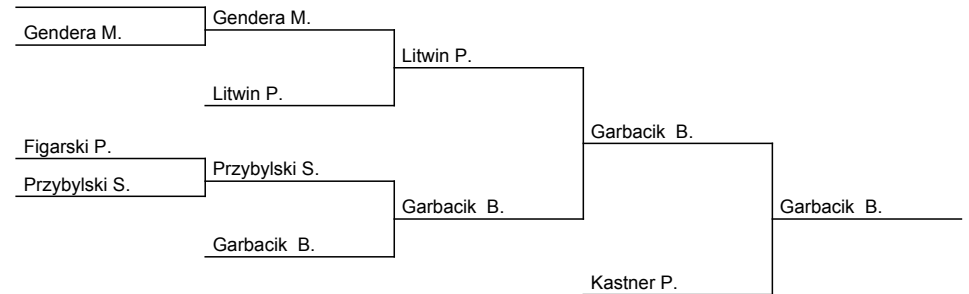 Gendera M.
Gendera M.
Litwin P.
Litwin P.
Figarski P.
Przybylski S.
Przybylski S.
Garbacik  B.
Garbacik  B.
Garbacik  B.
Kastner P.
Garbacik  B.